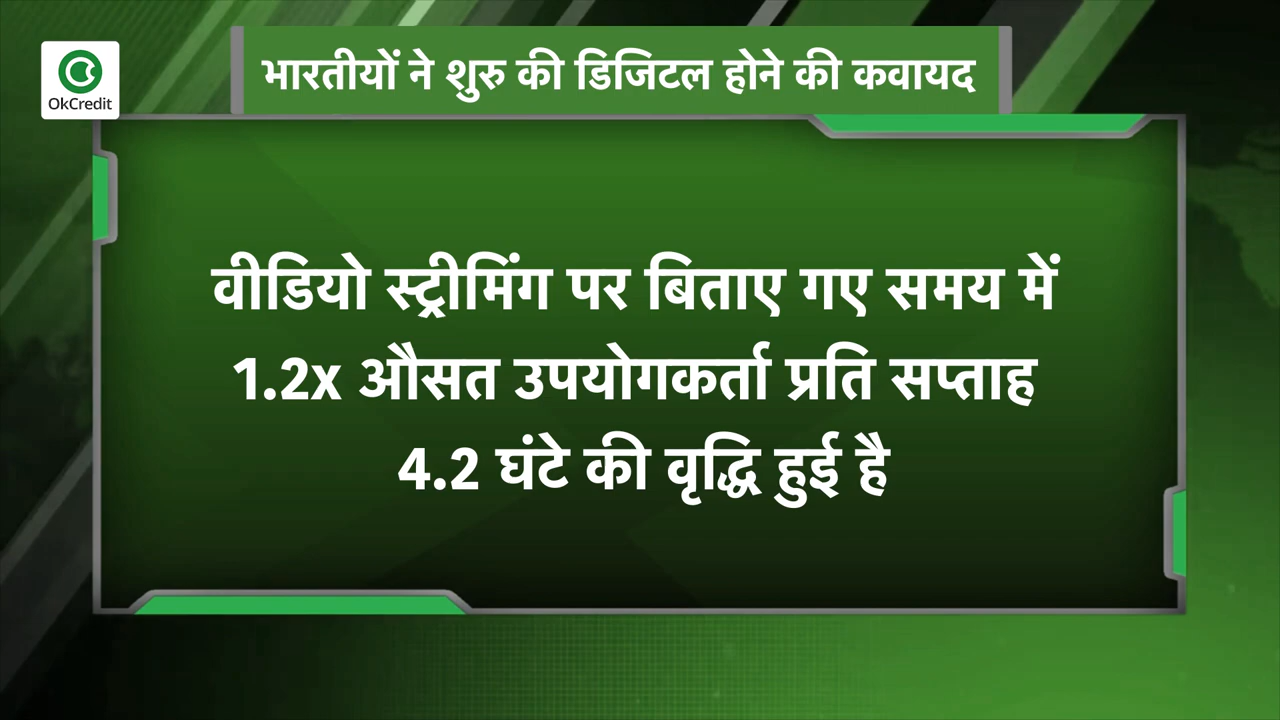 भारतीयों ने शुरु की डिजिटल होने की कवायद
OkCredit
वीडियो स्ट्रीमिंग पर बिताए गए समय में
1.2x औसत उपयोगकर्ता प्रति सप्ताह
4.2 घंटे की वृद्धि हुई है